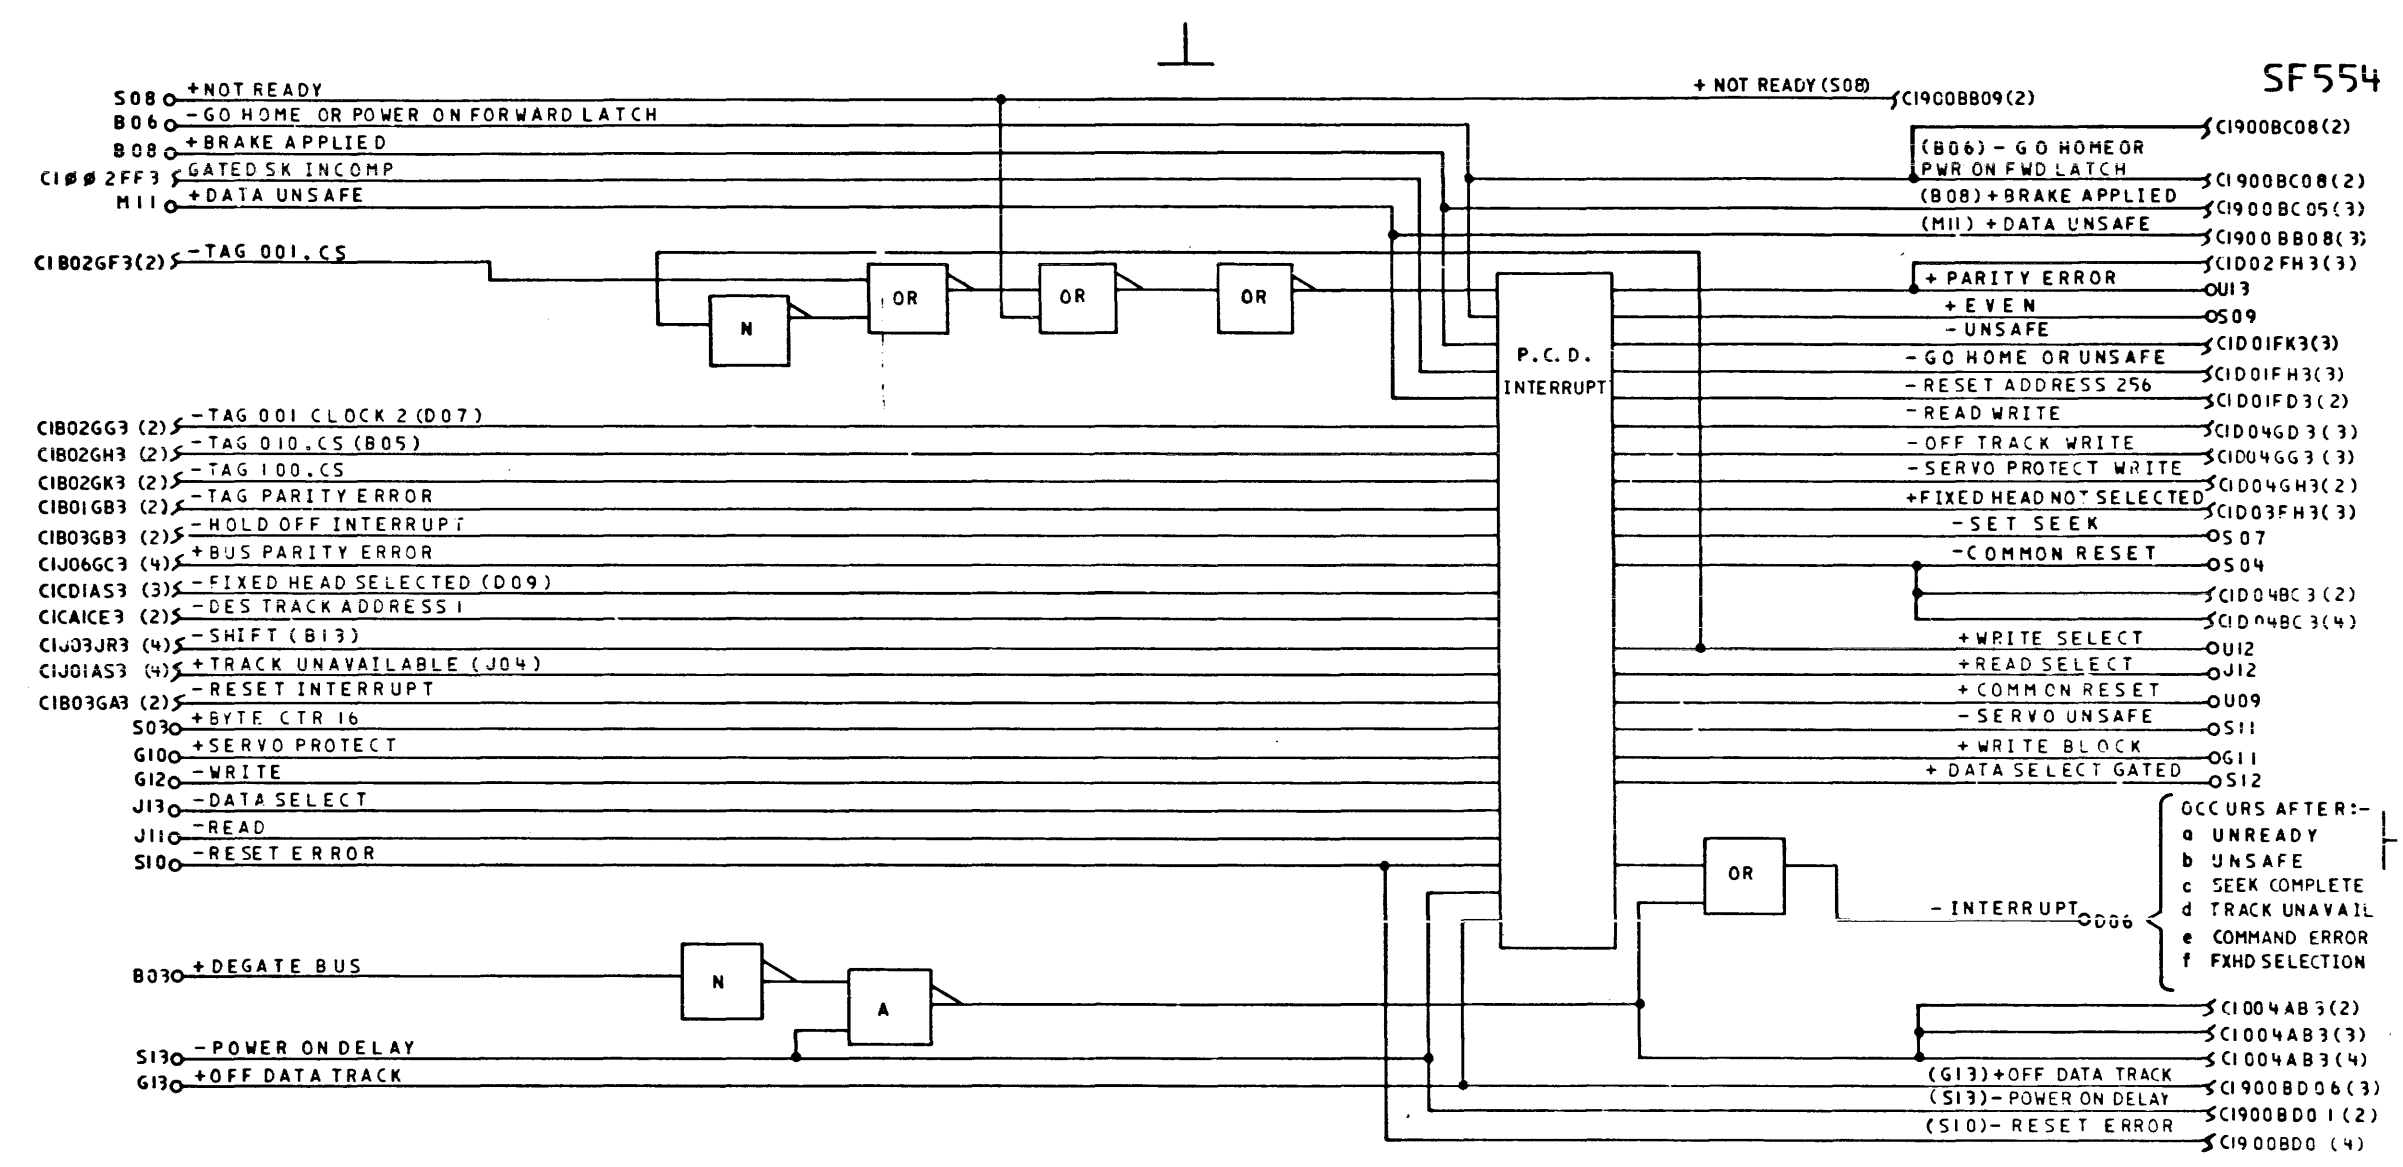 SF554
S08 +NOT READY
+ NOT READY (S08) C1900BB09(2)
B06 -GO HOME OR POWER ON FORWARD LATCH
C1900BC08(2)
B08 +BRAKE APPLIED
(B06) - GO HOME OR
C1ØØ2FF3 GATED SK INCOMP
PWR ON FWD LATCH C1900BC08(2)
M11 +DATA UNSAFE
(B08)+BRAKE APPLIED C1900BC05(3)
(M11) +DATA UNSAFE C1900BB08(3)
C1B02GF3(2) -TAG 001.CS
C1D02FH3(3)
+ PARITY ERROR U13
OR
OR
OR
N
+ EVEN S09
- UNSAFE C1D01FK3(3)
P.C.D.
INTERRUPT
- GO HOME OR UNSAFE C1D01FH3(3)
-RESET ADDRESS 256 C1D01FD3(2)
C1B02GG3 (2) -TAG 001 CLOCK 2 (D07)
-READ WRITE C1D04GD3(3)
C1B02GH3 (2) -TAG 010.CS (B05)
-OFF TRACK WRITE C1D04GG3(3)
C1B02GK3 (2) -TAG 100.CS
-SERVO PROTECT WRITE C1D04GH3(2)
C1B01GB3 (2) -TAG PARITY ERROR
+FIXED HEAD NOT SELECTED C1D03FH3(3)
C1B03GB3 (2) -HOLD OFF INTERRUPT
-SET SEEK S07
C1J06GC3 (4) +BUS PARITY ERROR
-COMMON RESET S04
C1CD1AS3 (3) -FIXED HEAD SELECTED (D09)
C1D04BC3(2)
C1CA1CE3 (2) -DES TRACK ADDRESS 1
C1D04BC3(4)
C1J03JR3 (4) -SHIFT (B13)
+WRITE SELECT U12
C1J01AS3 (4) +TRACK UNAVAILABLE (J04)
+READ SELECT J12
C1B03GA3 (2) -RESET INTERRUPT
+COMMON RESET U09
S03 +BYTE CTR 16
-SERVO UNSAFE S11
G10 +SERVO PROTECT
+WRITE BLOCK G11
G12 -WRITE
+ DATA SELECT GATED S12
J13 -DATA SELECT
J11 -READ
S10 -RESET ERROR
OR
- INTERRUPT D06
OCCURS AFTER:-
a UNREADY
b UNSAFE
c SEEK COMPLETE
d TRACK UNAVAIL
e COMMAND ERROR
f FXHD SELECTION
B03 +DEGATE BUS
N
A
C1004AB3(2)
C1004AB3(3)
S13 -POWER ON DELAY
C1004AB3(4)
G13 +OFF DATA TRACK
(G13)+OFF DATA TRACK C1900BD06(3)
(S13)-POWER ON DELAY C1900BD01(2)
(S10)- RESET ERROR C1900BD0 (4)